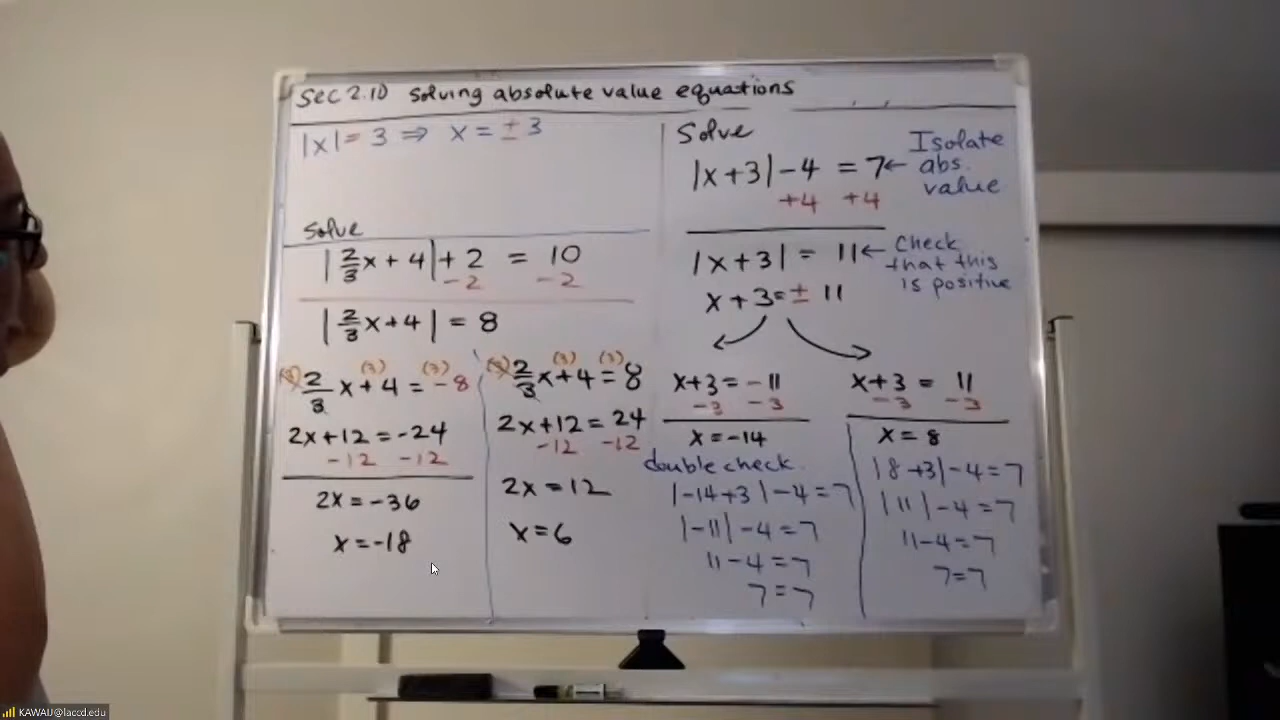 Sec 2.10 Solving absolute value equations
|x| = 3 ⇒ x = ± 3
Solve
|2/3 x + 4| + 2 = 10
-2 -2
|2/3 x + 4| = 8
(3) 2/3 x + 4 = -8 (3) (3)
2x + 12 = -24
-12 -12
2x = -36
x = -18
(3) 2/3 x + 4 = 8 (3) (3)
2x + 12 = 24
-12 -12
2x = 12
x = 6
Solve
|x + 3| - 4 = 7 ← Isolate
abs.
value
+4 +4
|x + 3| = 11 ← Check
that this
is positive
x + 3 = ± 11
x + 3 = -11
-3 -3
x = -14
double check
|-14 + 3| - 4 = 7
|-11| - 4 = 7
11 - 4 = 7
7 = 7
x + 3 = 11
-3 -3
x = 8
|8 + 3| - 4 = 7
|11| - 4 = 7
11 - 4 = 7
7 = 7
KAWAIJ@laccd.edu